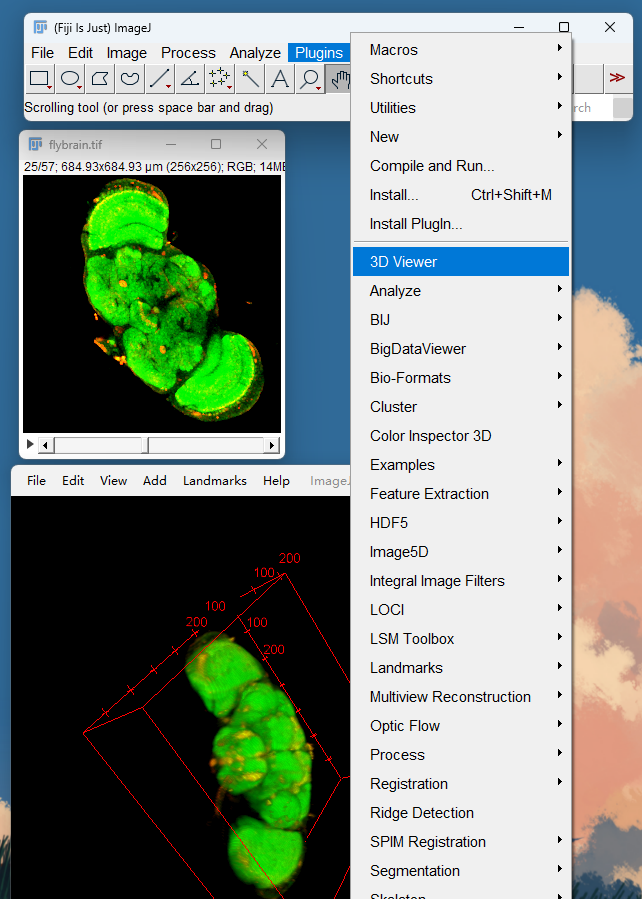 (Fiji Is Just) ImageJ
File Edit Image Process Analyze Plugins
Scrolling tool (or press space bar and drag)
flybrain.tif
25/57; 684.93x684.93 µm (256x256); RGB; 14MB
File Edit View Add Landmarks Help ImageJ
200
100
100
200
100
200
Macros
Shortcuts
Utilities
New
Compile and Run...
Install... Ctrl+Shift+M
Install PlugIn...
3D Viewer
Analyze
BIJ
BigDataViewer
Bio-Formats
Cluster
Color Inspector 3D
Examples
Feature Extraction
HDF5
Image5D
Integral Image Filters
LOCI
LSM Toolbox
Landmarks
Multiview Reconstruction
Optic Flow
Process
Registration
Ridge Detection
SPIM Registration
Segmentation
Skeleton